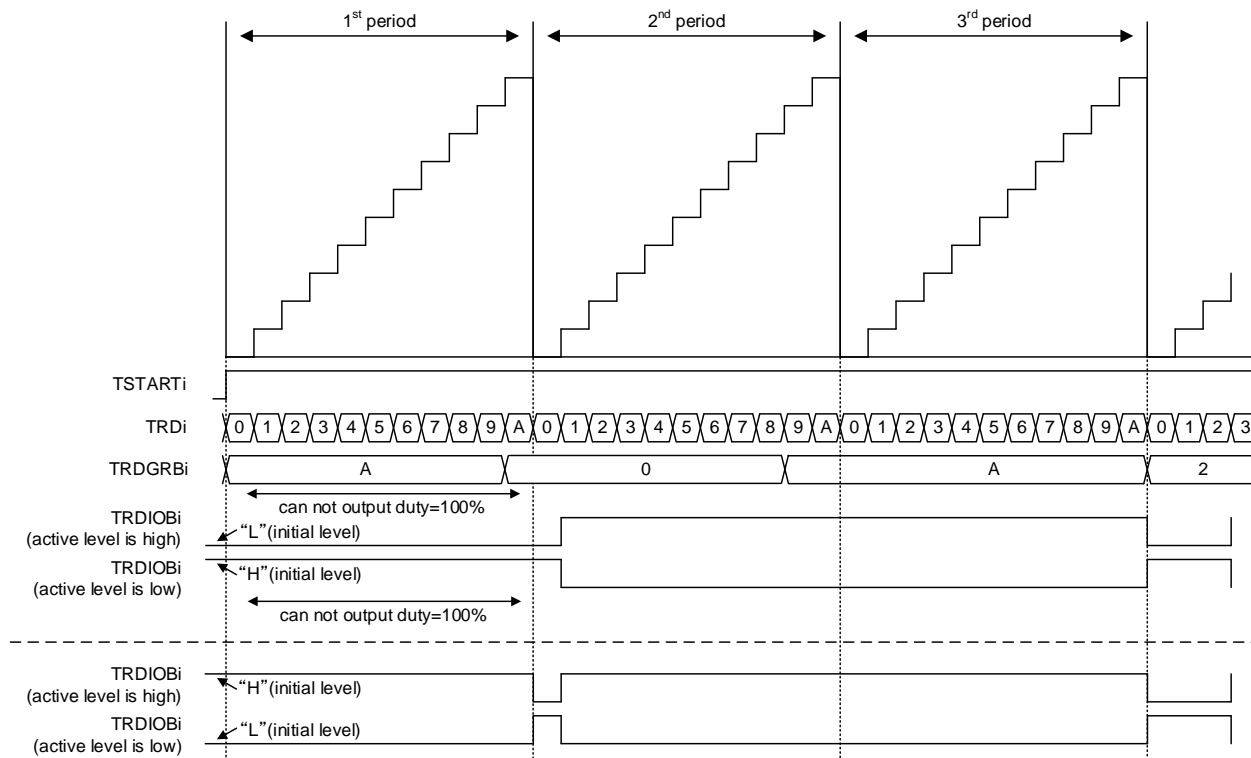 1st period
2nd period
3rd period
TSTARTi
TRDi
0 1 2 3 4 5 6 7 8 9 A 0 1 2 3 4 5 6 7 8 9 A 0 1 2 3 4 5 6 7 8 9 A 0 1 2 3
TRDGRBi
A 0 A 2
can not output duty=100%
TRDIOBi
(active level is high)
“L”(initial level)
TRDIOBi
(active level is low)
“H”(initial level)
can not output duty=100%
TRDIOBi
(active level is high)
“H”(initial level)
TRDIOBi
(active level is low)
“L”(initial level)